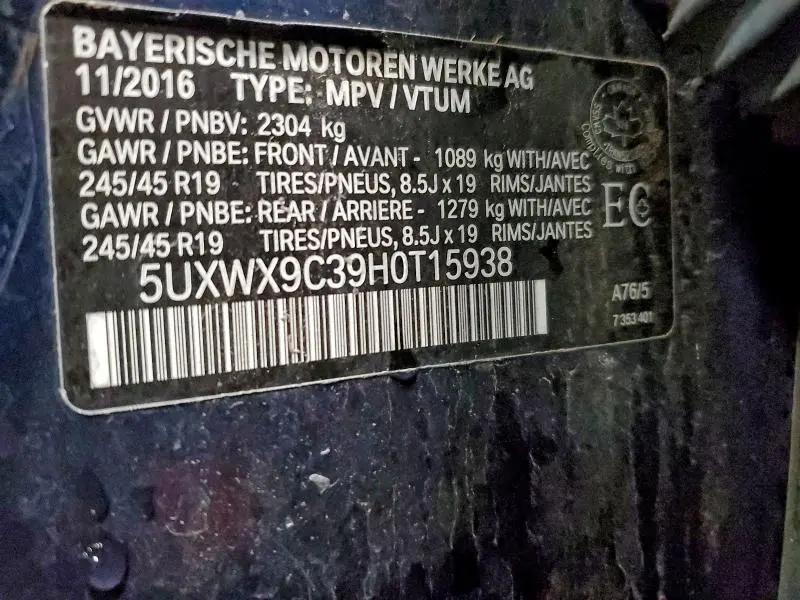 BAYERISCHE MOTOREN WERKE AG
11/2016 TYPE: MPV / VTUM
GVWR / PNBV: 2304 kg
GAWR / PNBE: FRONT / AVANT - 1089 kg WITH/AVEC
245/45 R19 TIRES/PNEUS, 8.5J x 19 RIMS/JANTES
GAWR / PNBE: REAR / ARRIERE - 1279 kg WITH/AVEC
245/45 R19 TIRES/PNEUS, 8.5J x 19 RIMS/JANTES
5UXWX9C39H0T15938
EC
A76/5
7 353 401